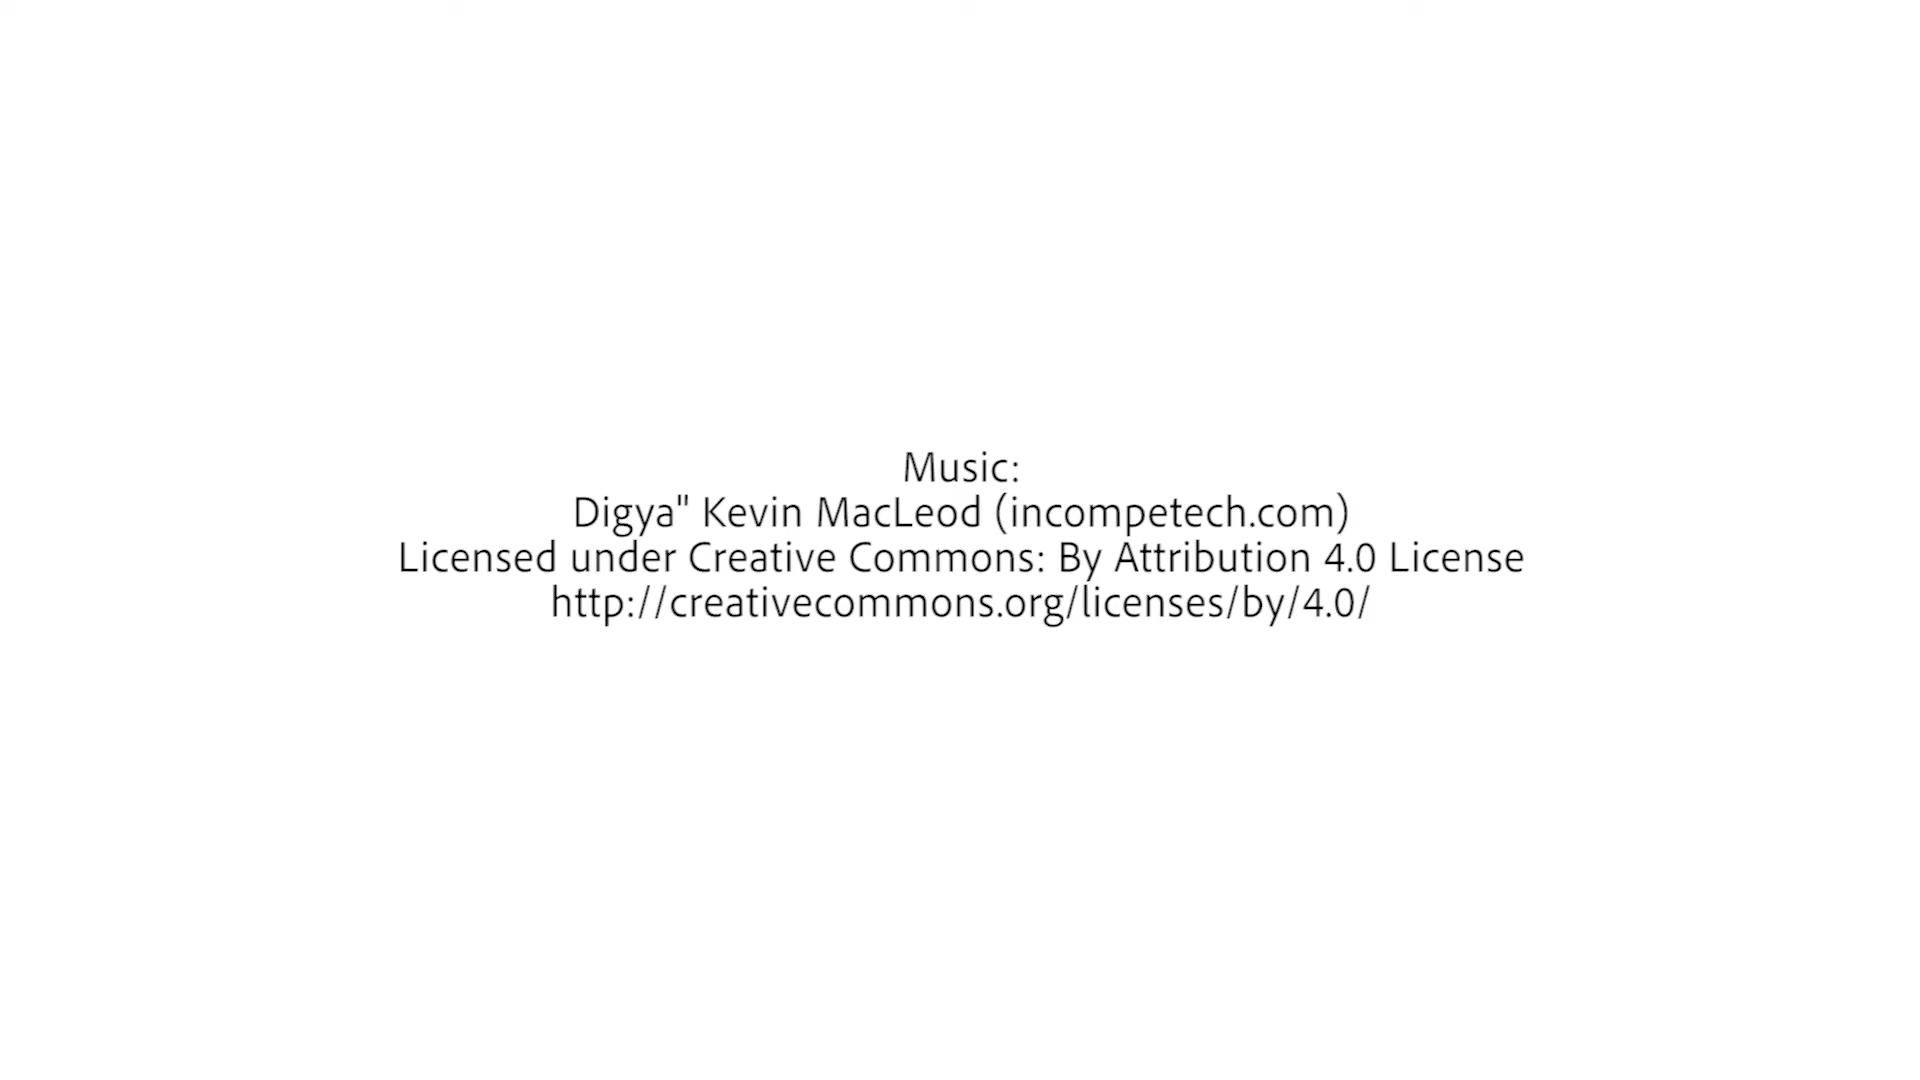 Music:
Digya" Kevin MacLeod (incompetech.com)
Licensed under Creative Commons: By Attribution 4.0 License
http://creativecommons.org/licenses/by/4.0/